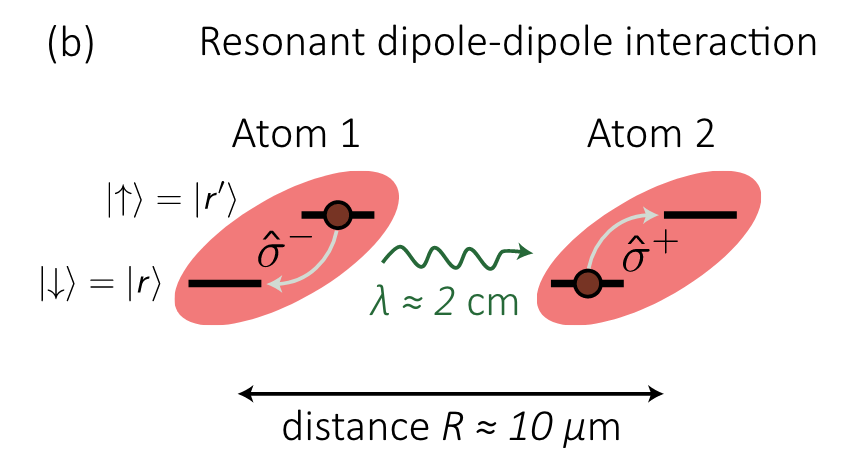 (b) Resonant dipole-dipole interaction
Atom 1 Atom 2
|↑⟩ = |r′⟩
σ̂⁻ σ̂⁺
|↓⟩ = |r⟩
λ ≈ 2 cm
distance R ≈ 10 μm